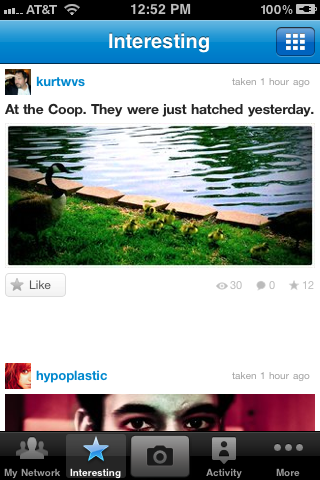 AT&T 12:52 PM 100%
Interesting
kurtwvs taken 1 hour ago
At the Coop. They were just hatched yesterday.
Like 30 0 12
hypoplastic taken 1 hour ago
My Network Interesting Activity More